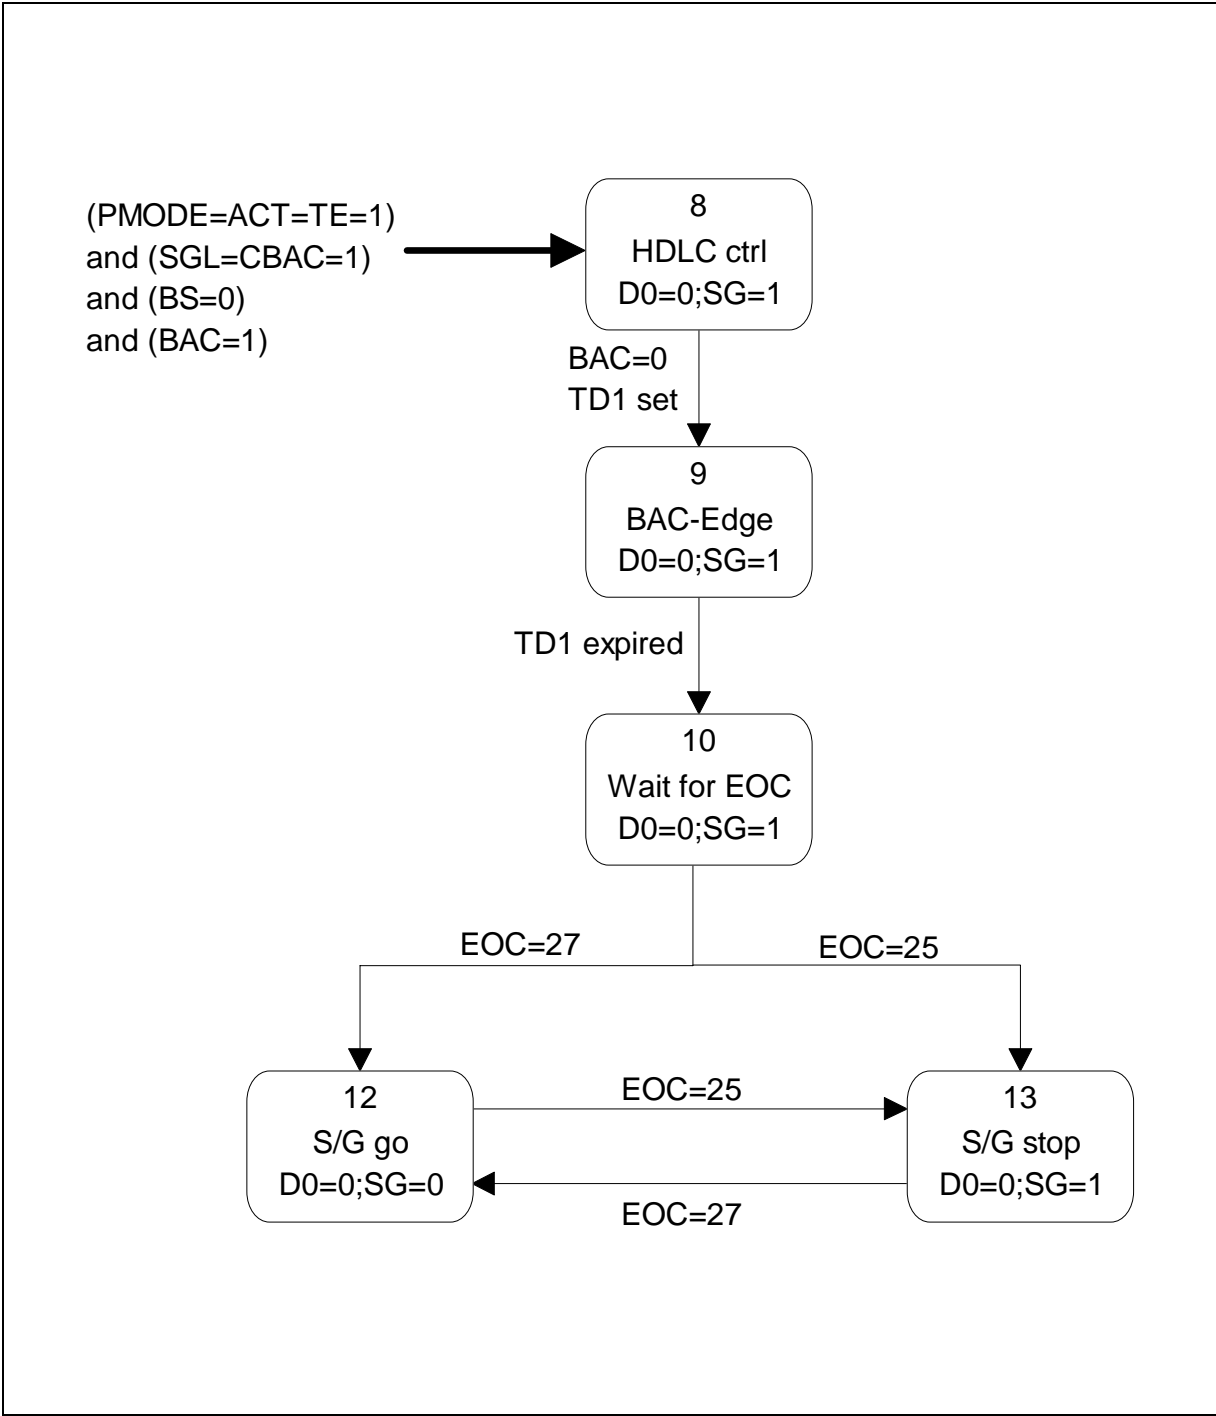 (PMODE=ACT=TE=1)
and (SGL=CBAC=1)
and (BS=0)
and (BAC=1)
8
HDLC ctrl
D0=0;SG=1
BAC=0
TD1 set
9
BAC-Edge
D0=0;SG=1
TD1 expired
10
Wait for EOC
D0=0;SG=1
EOC=27
EOC=25
12
S/G go
D0=0;SG=0
EOC=25
EOC=27
13
S/G stop
D0=0;SG=1